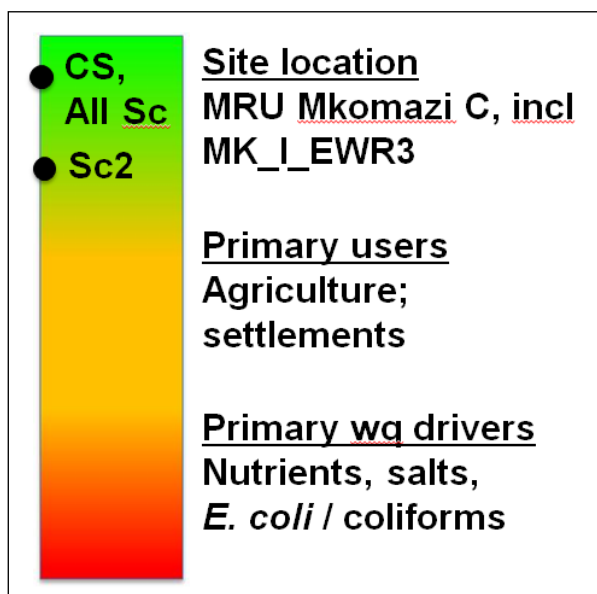 CS,
All Sc
Sc2
Site location
MRU Mkomazi C, incl
MK_I_EWR3
Primary users
Agriculture;
settlements
Primary wq drivers
Nutrients, salts,
E. coli / coliforms